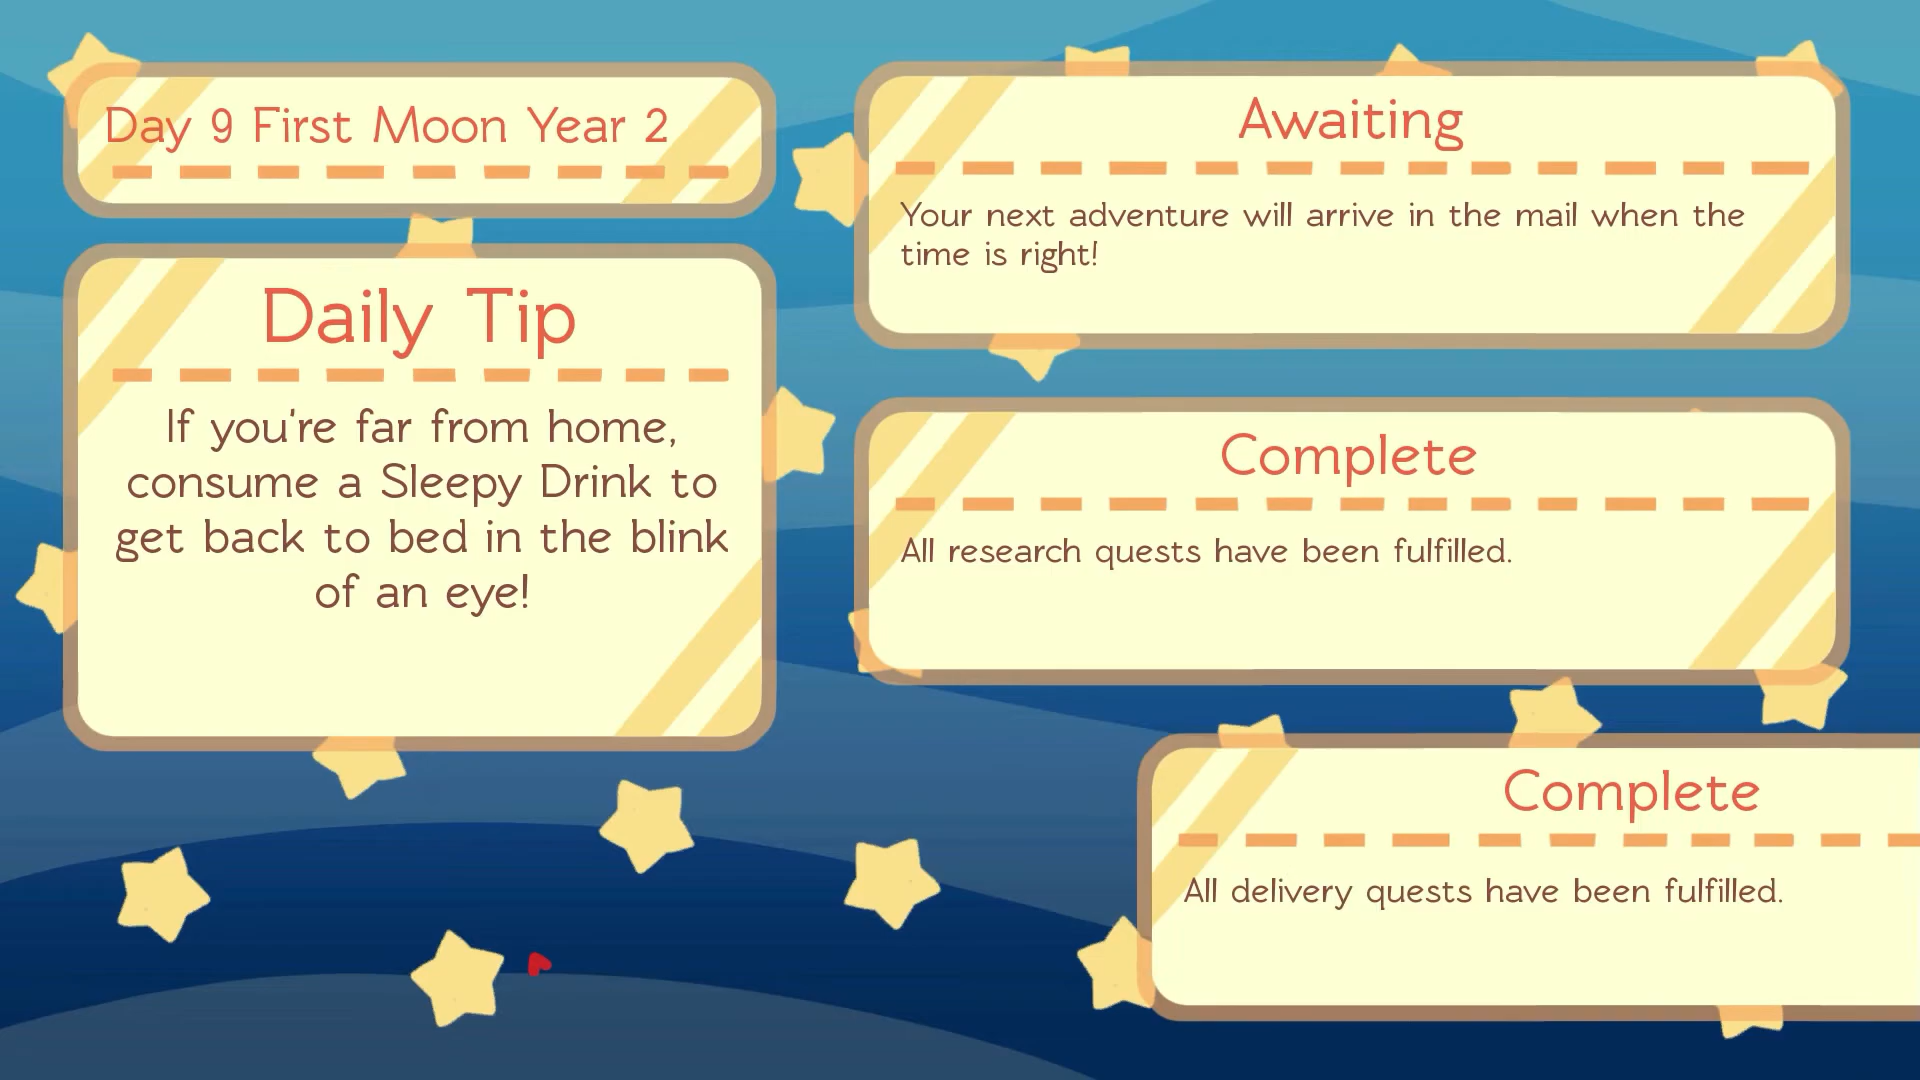 Day 9 First Moon Year 2
Daily Tip
If you're far from home,
consume a Sleepy Drink to
get back to bed in the blink
of an eye!
Awaiting
Your next adventure will arrive in the mail when the
time is right!
Complete
All research quests have been fulfilled.
Complete
All delivery quests have been fulfilled.